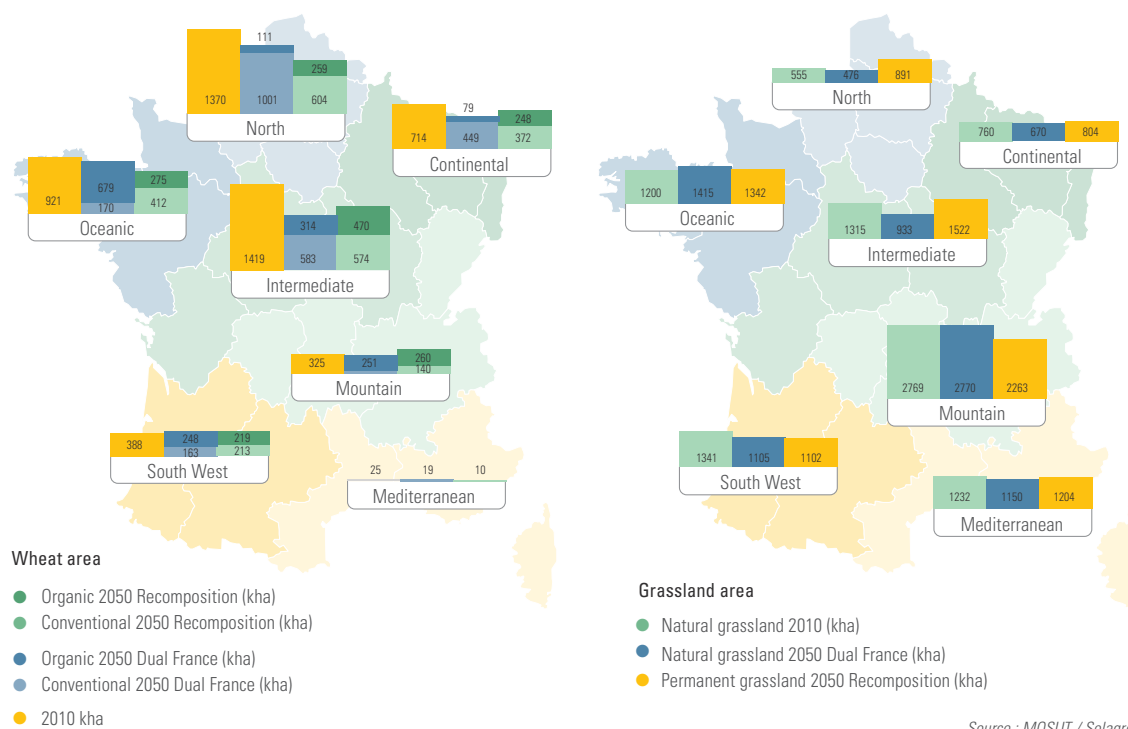 111
259
1370
1001
604
North
79
248
714
449
372
Continental
679
275
921
170
412
Oceanic
314
470
1419
583
574
Intermediate
325
251
260
140
Mountain
388
248
219
163
213
South West
25
19
10
Mediterranean
Wheat area
Organic 2050 Recomposition (kha)
Conventional 2050 Recomposition (kha)
Organic 2050 Dual France (kha)
Conventional 2050 Dual France (kha)
2010 kha
555
476
891
North
760
670
804
Continental
1200
1415
1342
Oceanic
1315
933
1522
Intermediate
2769
2770
2263
Mountain
1341
1105
1102
South West
1232
1150
1204
Mediterranean
Grassland area
Natural grassland 2010 (kha)
Natural grassland 2050 Dual France (kha)
Permanent grassland 2050 Recomposition (kha)
Source :